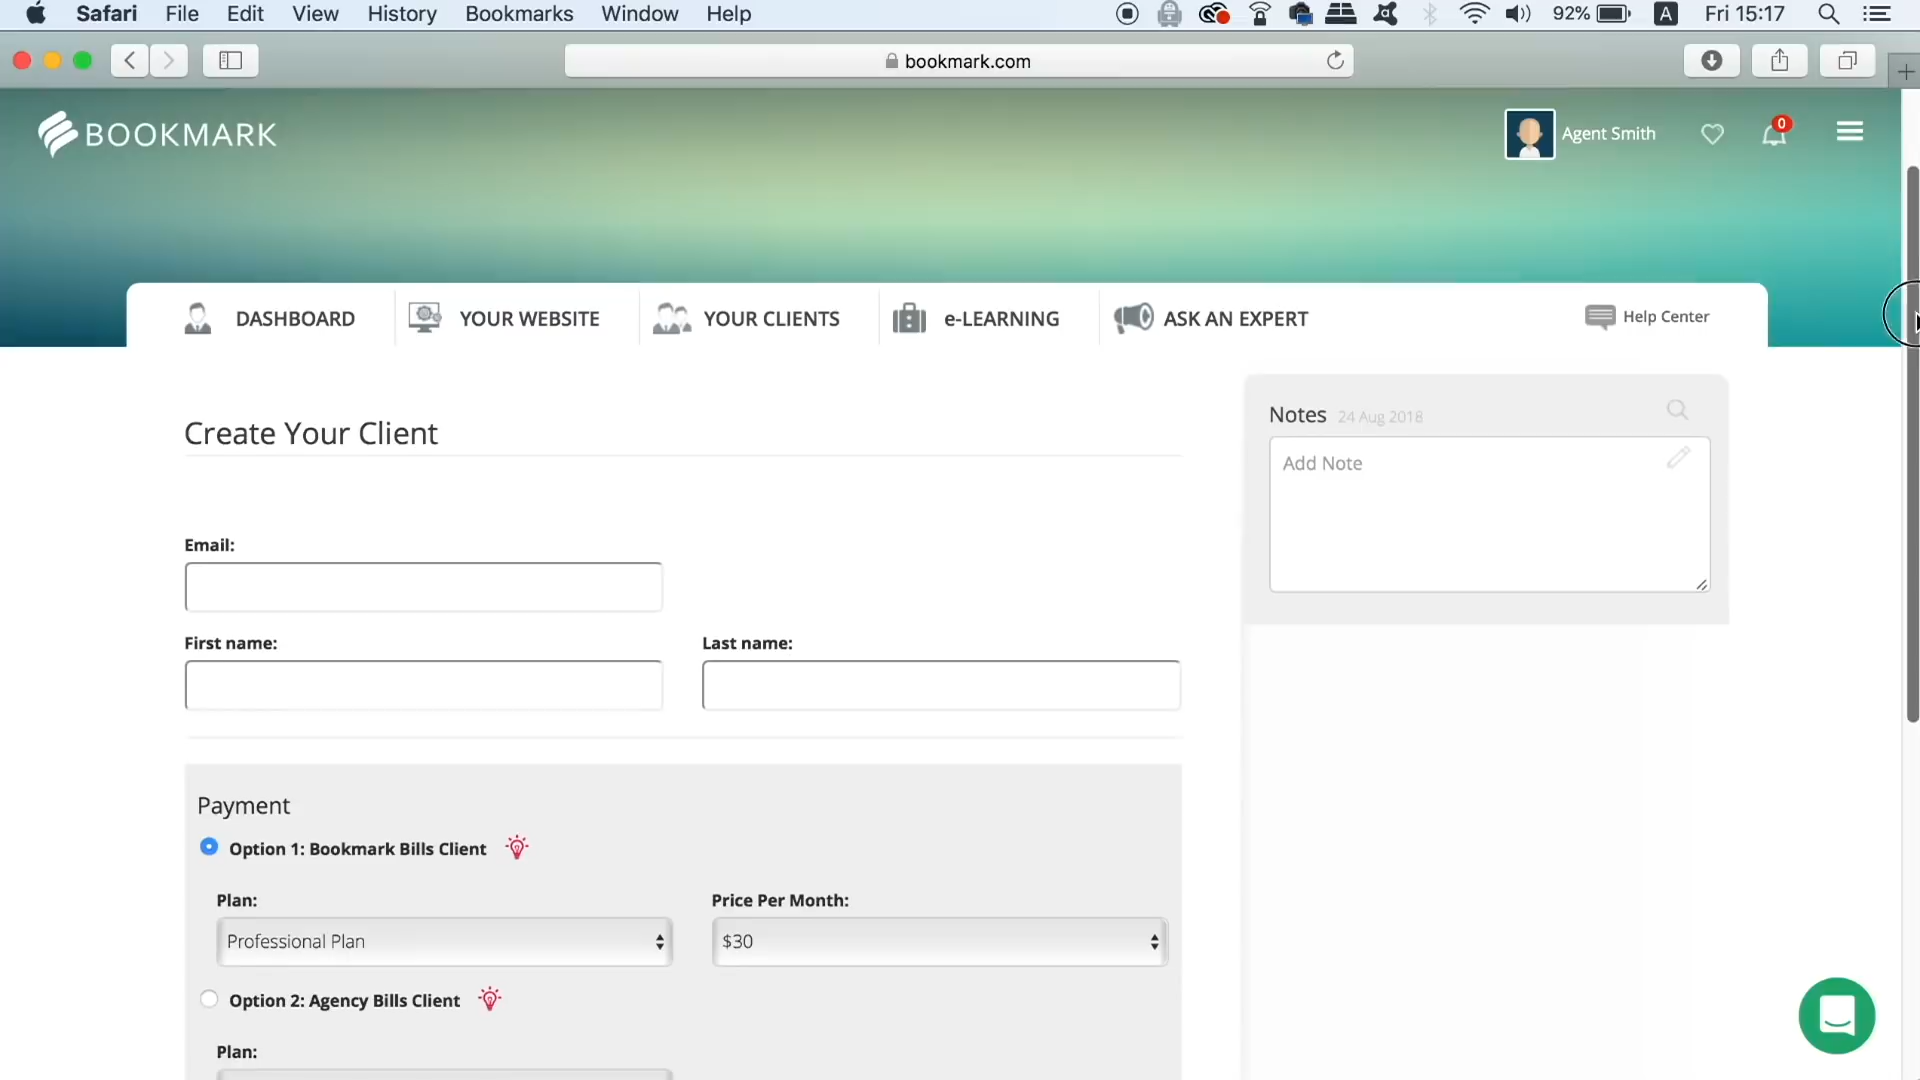 Safari File Edit View History Bookmarks Window Help 92% A Fri 15:17
bookmark.com
BOOKMARK
Agent Smith
0
DASHBOARD YOUR WEBSITE YOUR CLIENTS e-LEARNING ASK AN EXPERT Help Center
Create Your Client
Notes 24 Aug 2018
Add Note
Email:
First name: Last name:
Payment
Option 1: Bookmark Bills Client
Plan: Price Per Month:
Professional Plan $30
Option 2: Agency Bills Client
Plan: